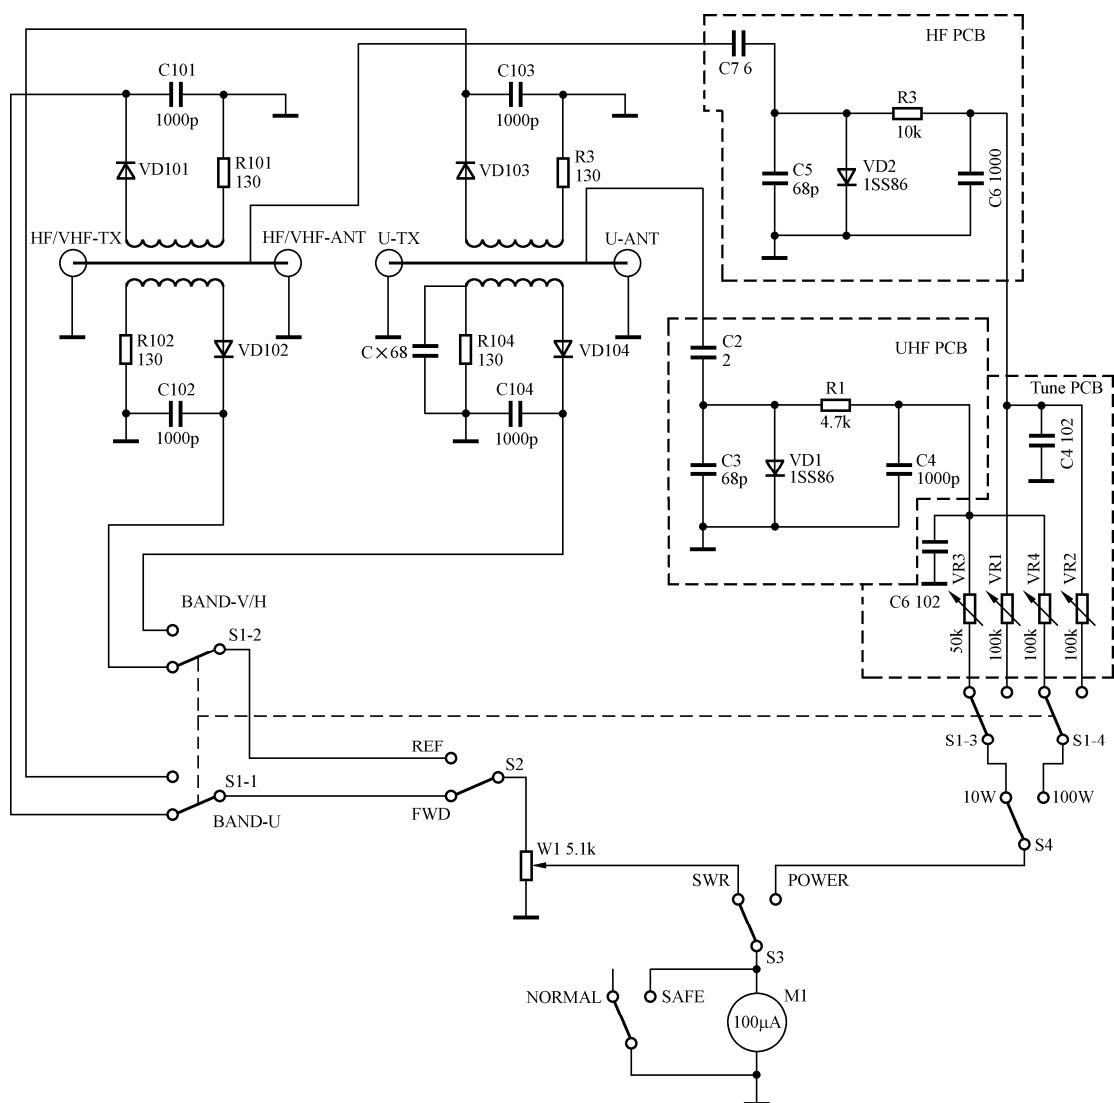 HF PCB
C7 6
C101
1000p
C103
1000p
R3
10k
VD101
R101
130
VD103
R3
130
C5
68p
VD2
1SS86
C6 1000
HF/VHF-TX
HF/VHF-ANT
U-TX
U-ANT
R102
130
VD102
C×68
R104
130
VD104
C2
2
UHF PCB
C102
1000p
C104
1000p
R1
4.7k
Tune PCB
C4 102
C3
68p
VD1
1SS86
C4
1000p
C6 102
VR3
VR1
VR4
VR2
50k
100k
100k
100k
BAND-V/H
S1-2
S1-3
S1-4
REF
S2
S1-1
BAND-U
FWD
10W
100W
W1 5.1k
S4
SWR
POWER
S3
NORMAL
SAFE
M1
100μA